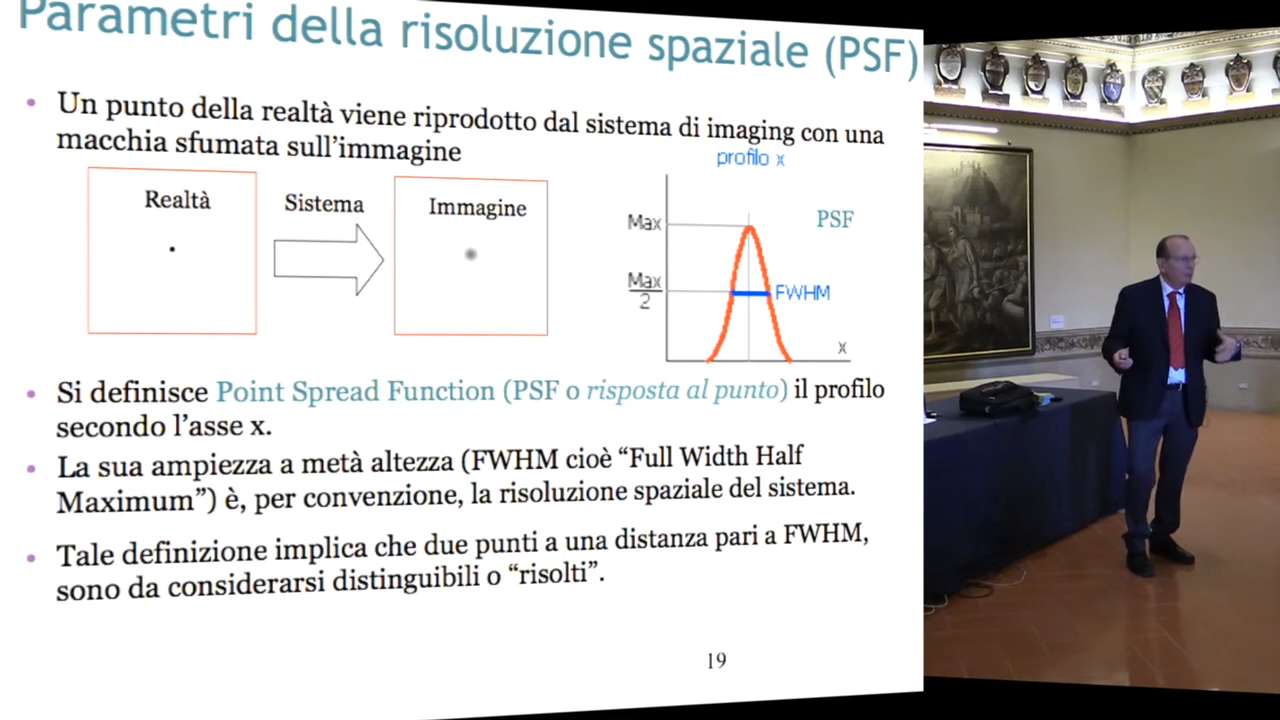 Parametri della risoluzione spaziale (PSF)
• Un punto della realtà viene riprodotto dal sistema di imaging con una
macchia sfumata sull'immagine
Realtà
Sistema
Immagine
profilo x
Max
PSF
Max
2
FWHM
x
• Si definisce Point Spread Function (PSF o risposta al punto) il profilo
secondo l'asse x.
• La sua ampiezza a metà altezza (FWHM cioè “Full Width Half
Maximum”) è, per convenzione, la risoluzione spaziale del sistema.
• Tale definizione implica che due punti a una distanza pari a FWHM,
sono da considerarsi distinguibili o “risolti”.
19